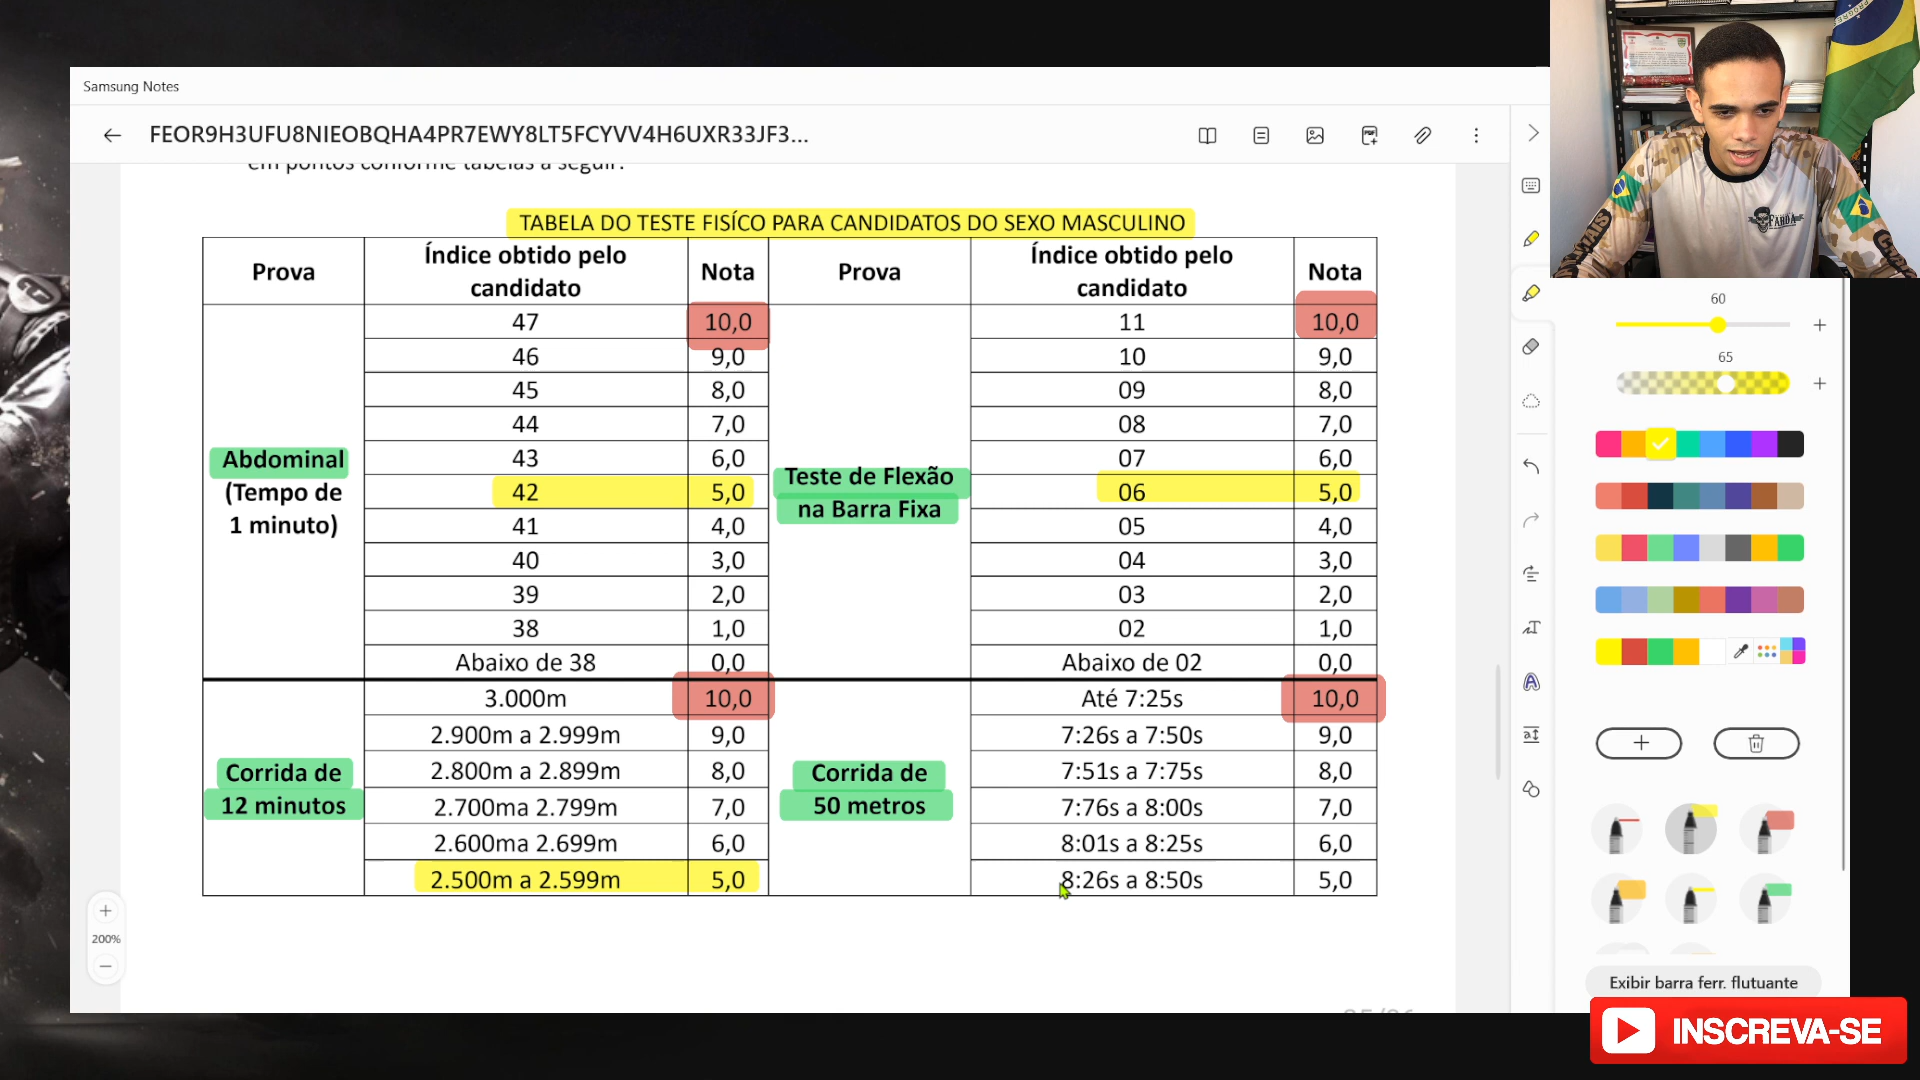 Samsung Notes
FEOR9H3UFU8NIEOBQHA4PR7EWY8LT5FCYVV4H6UXR33JF3...
em pontos conforme tabelas a seguir:
TABELA DO TESTE FISÍCO PARA CANDIDATOS DO SEXO MASCULINO
Prova Índice obtido pelo candidato Nota Prova Índice obtido pelo candidato Nota
Abdominal
(Tempo de
1 minuto)
47 10,0
46 9,0
45 8,0
44 7,0
43 6,0
42 5,0
41 4,0
40 3,0
39 2,0
38 1,0
Abaixo de 38 0,0
Teste de Flexão
na Barra Fixa
11 10,0
10 9,0
09 8,0
08 7,0
07 6,0
06 5,0
05 4,0
04 3,0
03 2,0
02 1,0
Abaixo de 02 0,0
Corrida de
12 minutos
3.000m 10,0
2.900m a 2.999m 9,0
2.800m a 2.899m 8,0
2.700ma 2.799m 7,0
2.600ma 2.699m 6,0
2.500m a 2.599m 5,0
Corrida de
50 metros
Até 7:25s 10,0
7:26s a 7:50s 9,0
7:51s a 7:75s 8,0
7:76s a 8:00s 7,0
8:01s a 8:25s 6,0
8:26s a 8:50s 5,0
200%
60
65
Exibir barra ferr. flutuante
INSCREVA-SE
FARDA